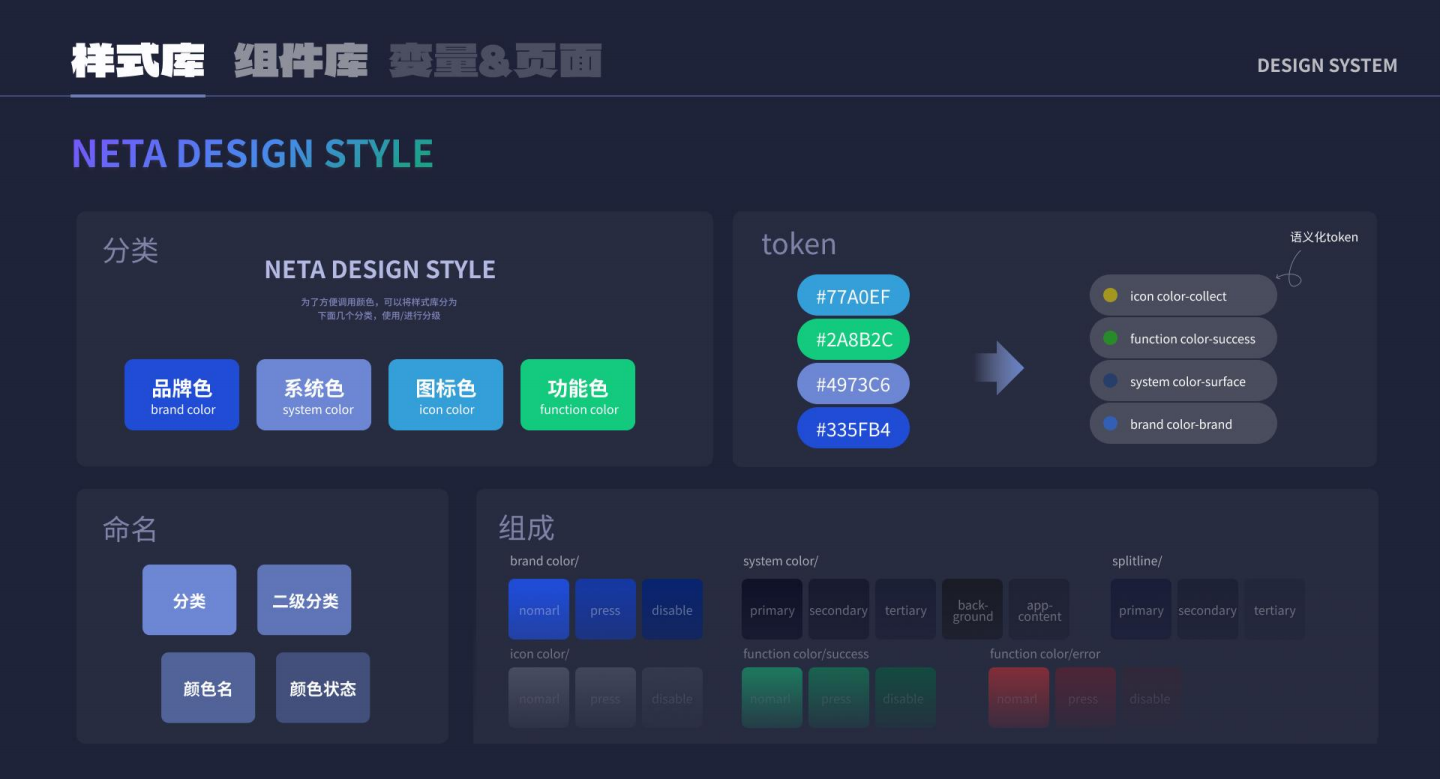 样式库 组件库 变量&页面
DESIGN SYSTEM
NETA DESIGN STYLE
分类
NETA DESIGN STYLE
为了方便调用颜色，可以将样式库分为
下面几个分类，使用/进行分级
品牌色
brand color
系统色
system color
图标色
icon color
功能色
function color
token
语义化token
#77A0EF
#2A8B2C
#4973C6
#335FB4
icon color-collect
function color-success
system color-surface
brand color-brand
命名
分类
二级分类
颜色名
颜色状态
组成
brand color/
nomarl
press
disable
system color/
primary
secondary
tertiary
back-
ground
app-
content
splitline/
primary
secondary
tertiary
icon color/
nomarl
press
disable
function color/success
nomarl
press
disable
function color/error
nomarl
press
disable